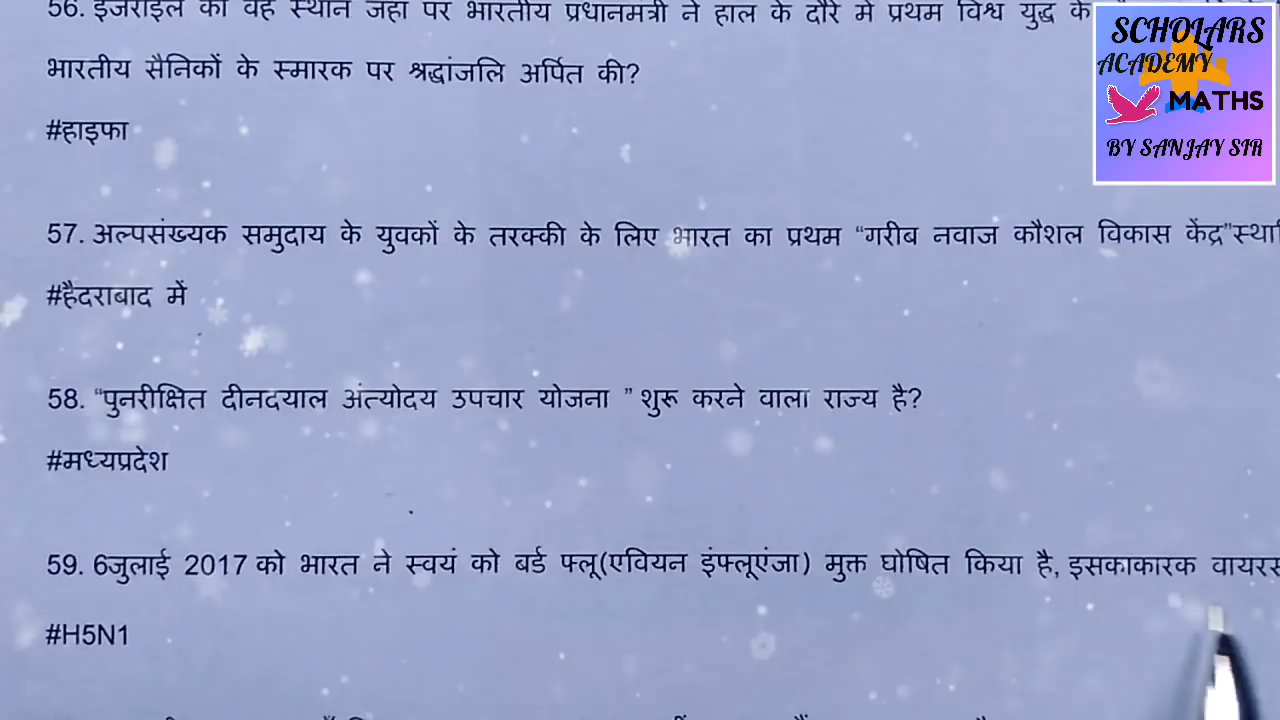 56. इजराइल का वह स्थान जहां पर भारतीय प्रधानमंत्री ने हाल के दौरे में प्रथम विश्व युद्ध के
भारतीय सैनिकों के स्मारक पर श्रद्धांजलि अर्पित की?
#हाइफा
57. अल्पसंख्यक समुदाय के युवकों के तरक्की के लिए भारत का प्रथम “गरीब नवाज कौशल विकास केंद्र”
#हैदराबाद में
58. “पुनरीक्षित दीनदयाल अंत्योदय उपचार योजना ” शुरू करने वाला राज्य है?
#मध्यप्रदेश
59. 6जुलाई 2017 को भारत ने स्वयं को बर्ड फ्लू(एवियन इंफ्लूएंजा) मुक्त घोषित किया है, इसकाकारक वायरस
#H5N1
SCHOLARS
ACADEMY
MATHS
BY SANJAY SIR